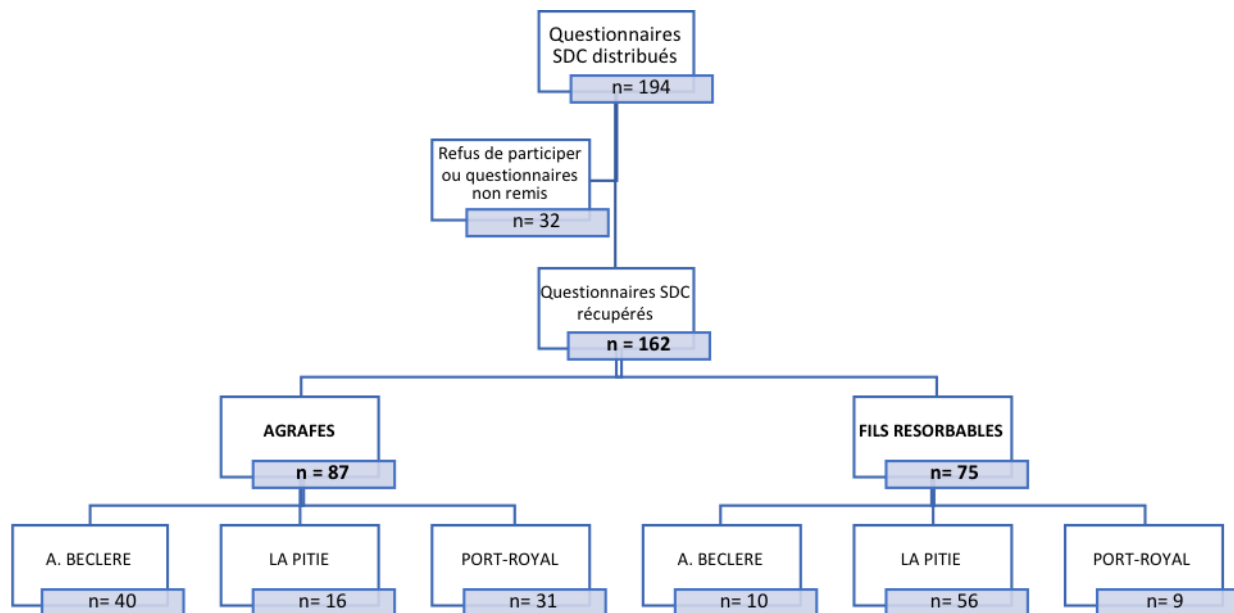 Questionnaires
SDC distribués
n= 194
Refus de participer
ou questionnaires
non remis
n= 32
Questionnaires SDC
récupérés
n = 162
AGRAFES
n = 87
FILS RESORBABLES
n= 75
A. BECLERE
n= 40
LA PITIE
n= 16
PORT-ROYAL
n= 31
A. BECLERE
n= 10
LA PITIE
n= 56
PORT-ROYAL
n= 9